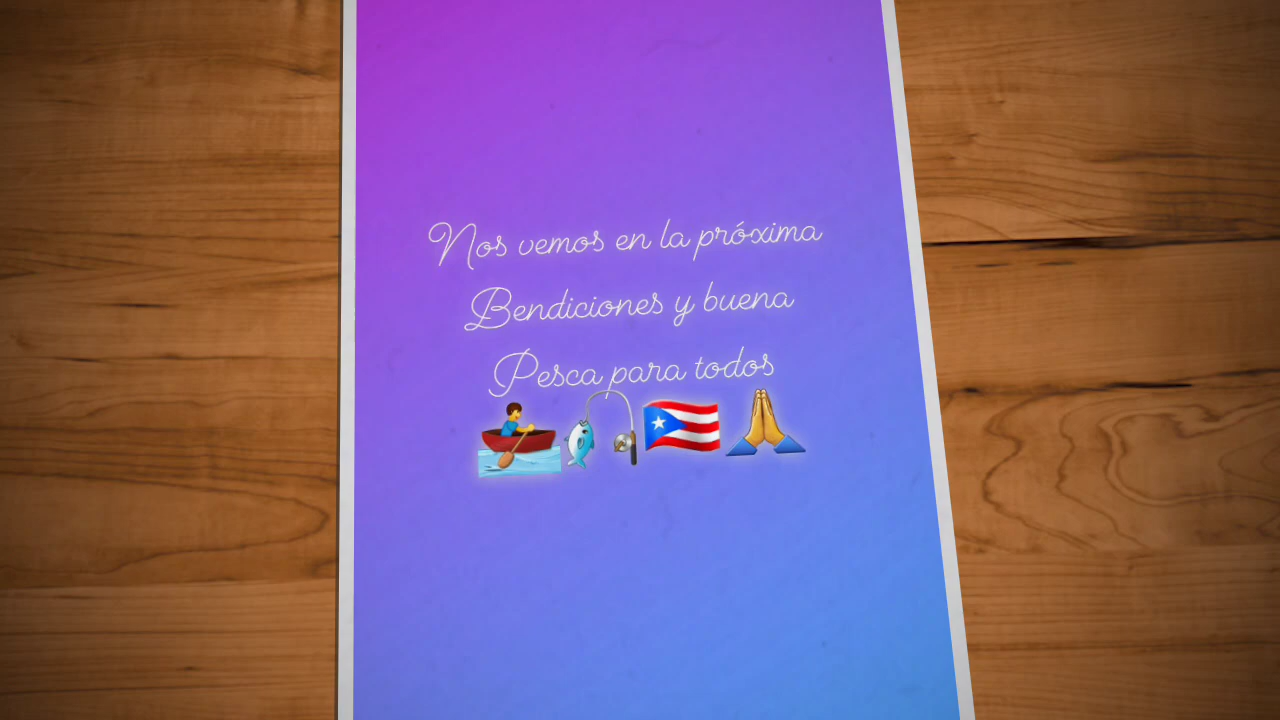 Nos vemos en la próxima
Bendiciones y buena
Pesca para todos
🚣‍♂️🎣🇵🇷🙏